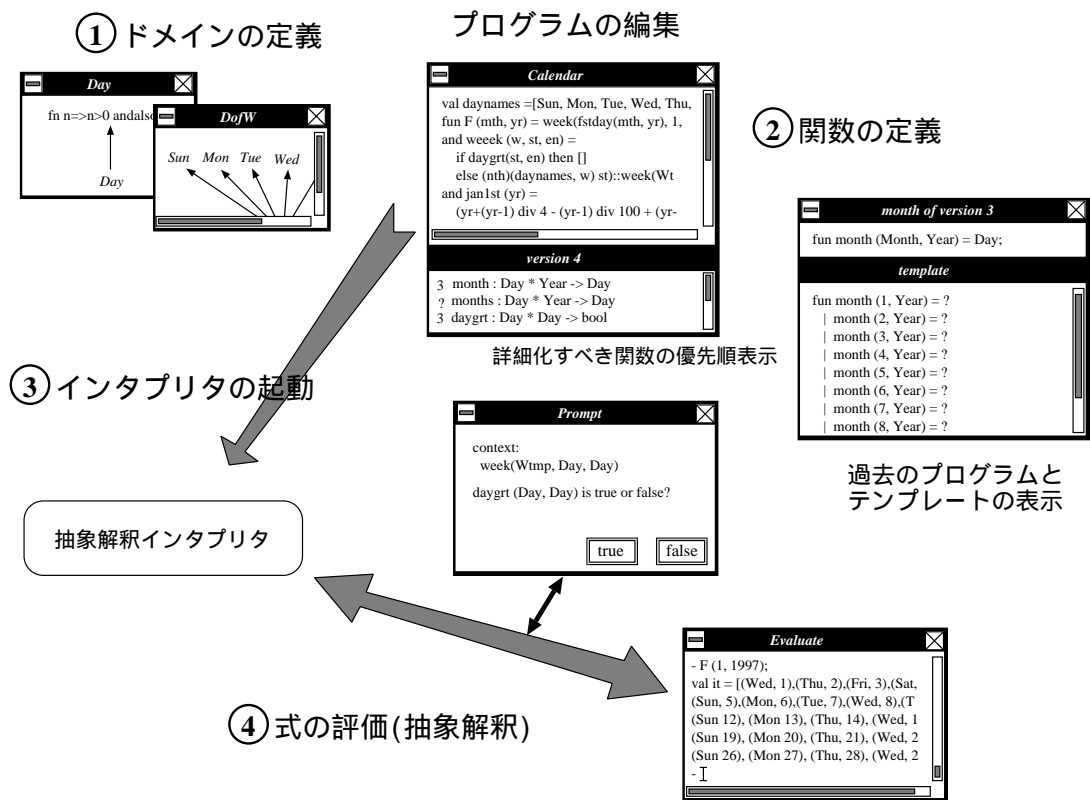 ① ドメインの定義
プログラムの編集
Day
fn n=>n>0 andalso
Day
DofW
Sun Mon Tue Wed
Calendar
val daynames =[Sun, Mon, Tue, Wed, Thu,
fun F (mth, yr) = week(fstday(mth, yr), 1,
and weeek (w, st, en) =
if daygrt(st, en) then []
else (nth)(daynames, w) st)::week(Wt
and jan1st (yr) =
(yr+(yr-1) div 4 - (yr-1) div 100 + (yr-
version 4
3 month : Day * Year -> Day
? months : Day * Year -> Day
3 daygrt : Day * Day -> bool
詳細化すべき関数の優先順表示
② 関数の定義
month of version 3
fun month (Month, Year) = Day;
template
fun month (1, Year) = ?
| month (2, Year) = ?
| month (3, Year) = ?
| month (4, Year) = ?
| month (5, Year) = ?
| month (6, Year) = ?
| month (7, Year) = ?
| month (8, Year) = ?
過去のプログラムと
テンプレートの表示
③ インタプリタの起動
抽象解釈インタプリタ
Prompt
context:
week(Wtmp, Day, Day)
daygrt (Day, Day) is true or false?
true false
④ 式の評価(抽象解釈)
Evaluate
- F (1, 1997);
val it = [(Wed, 1),(Thu, 2),(Fri, 3),(Sat,
(Sun, 5),(Mon, 6),(Tue, 7),(Wed, 8),(T
(Sun 12), (Mon 13), (Thu, 14), (Wed, 1
(Sun 19), (Mon 20), (Thu, 21), (Wed, 2
(Sun 26), (Mon 27), (Thu, 28), (Wed, 2
-